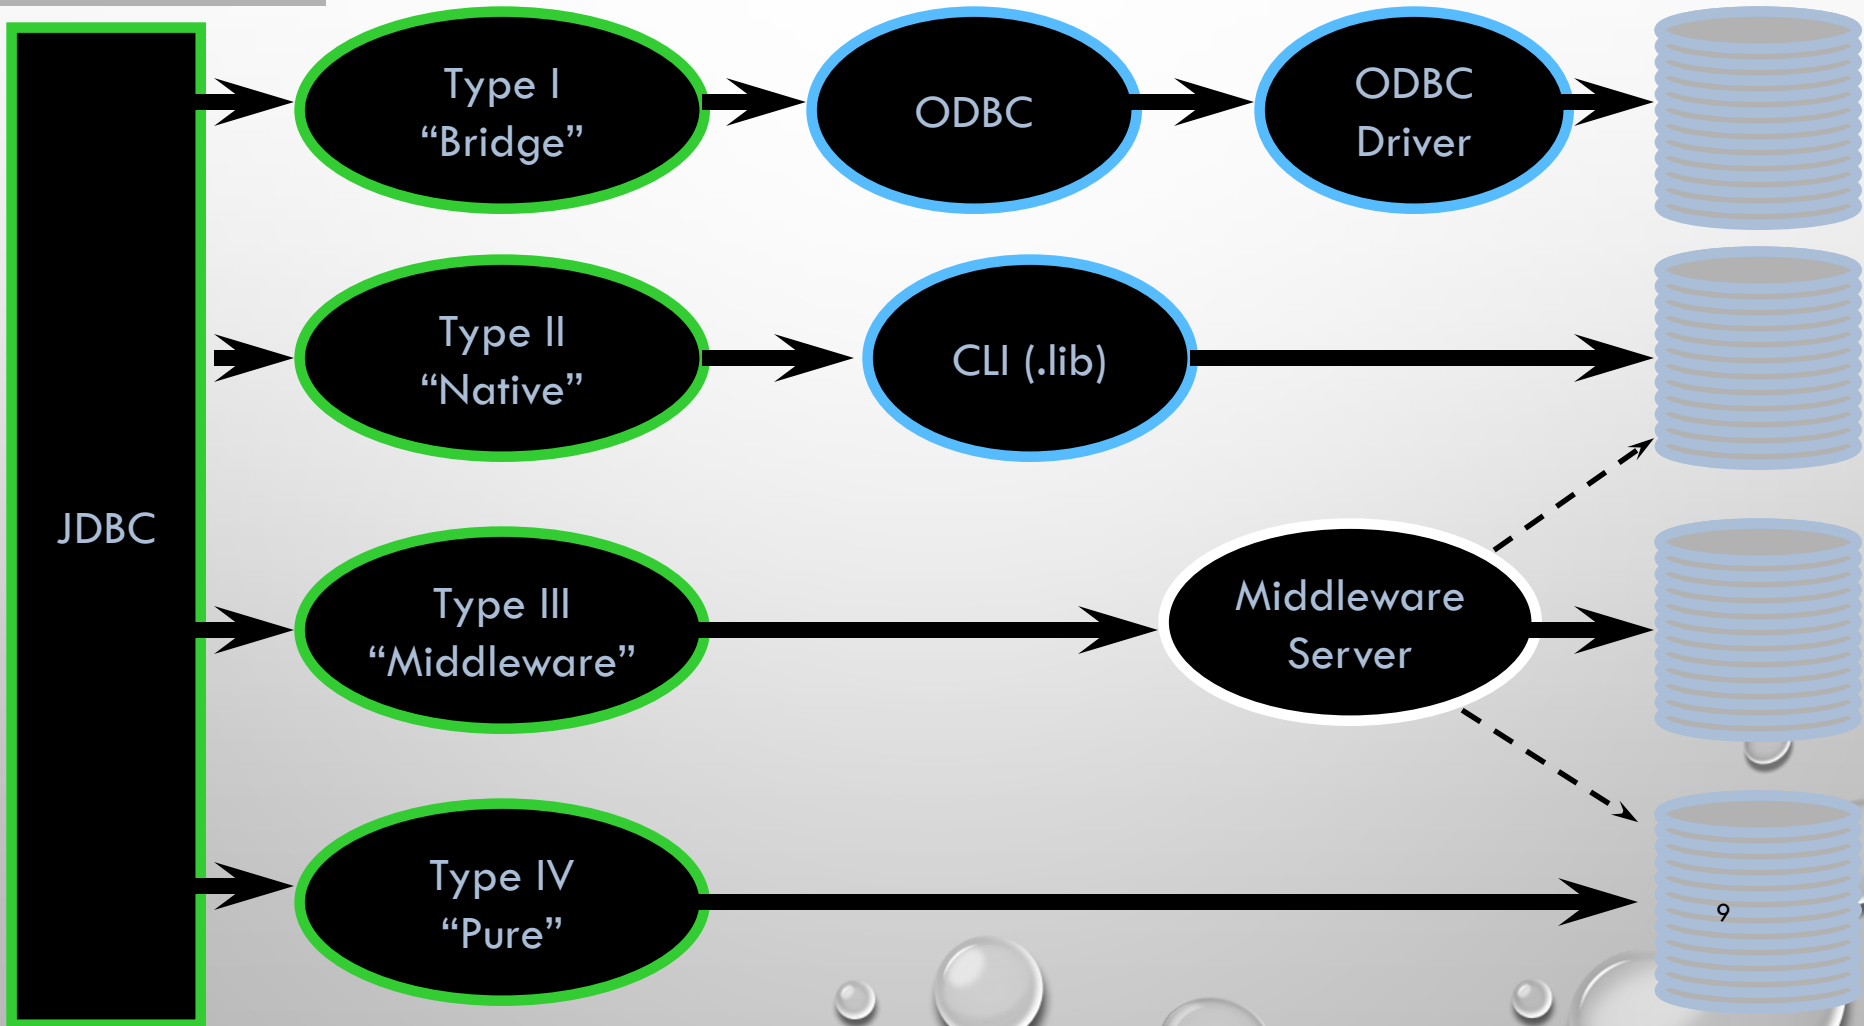 JDBC
Type I
“Bridge”
ODBC
ODBC
Driver
Type II
“Native”
CLI (.lib)
Type III
“Middleware”
Middleware
Server
Type IV
“Pure”
9